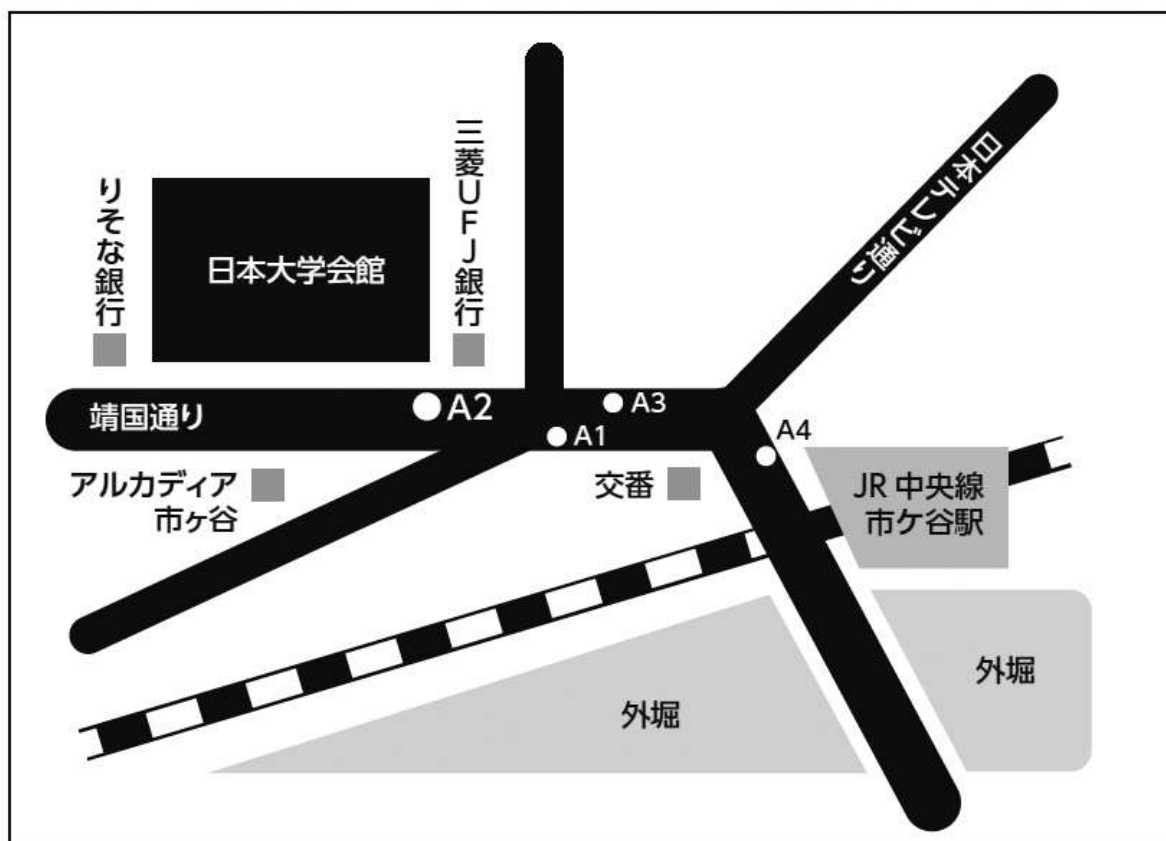 りそな銀行
日本大学会館
三菱UFJ銀行
日本テレビ通り
靖国通り
A2
A3
A1
A4
アルカディア
市ヶ谷
交番
JR 中央線
市ケ谷駅
外堀
外堀